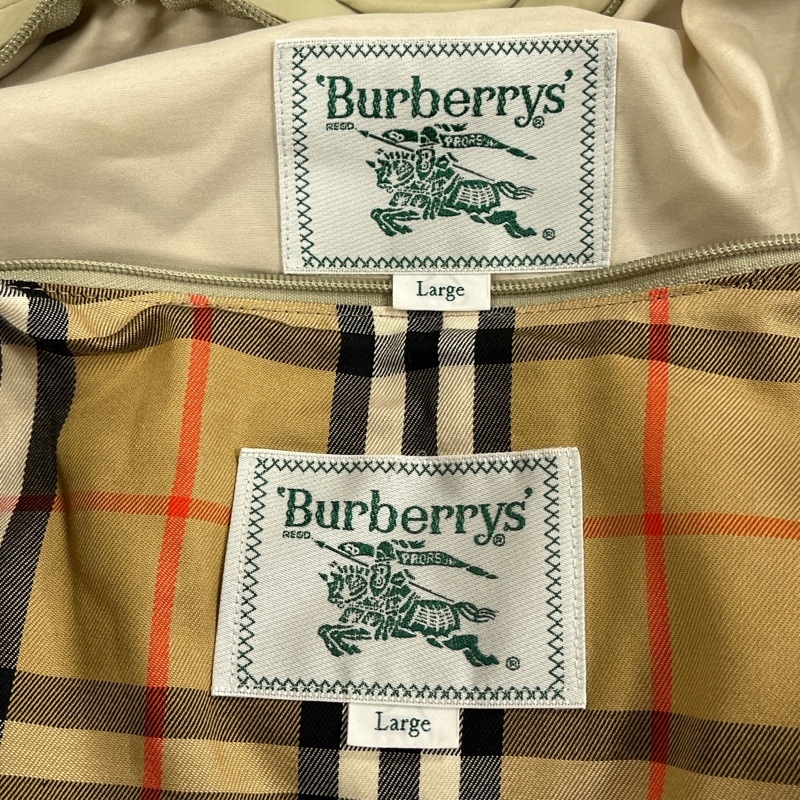 'Burberrys'
REGD. ®
PRORSUM
®
Large
'Burberrys'
REGD. ®
PRORSUM
®
Large